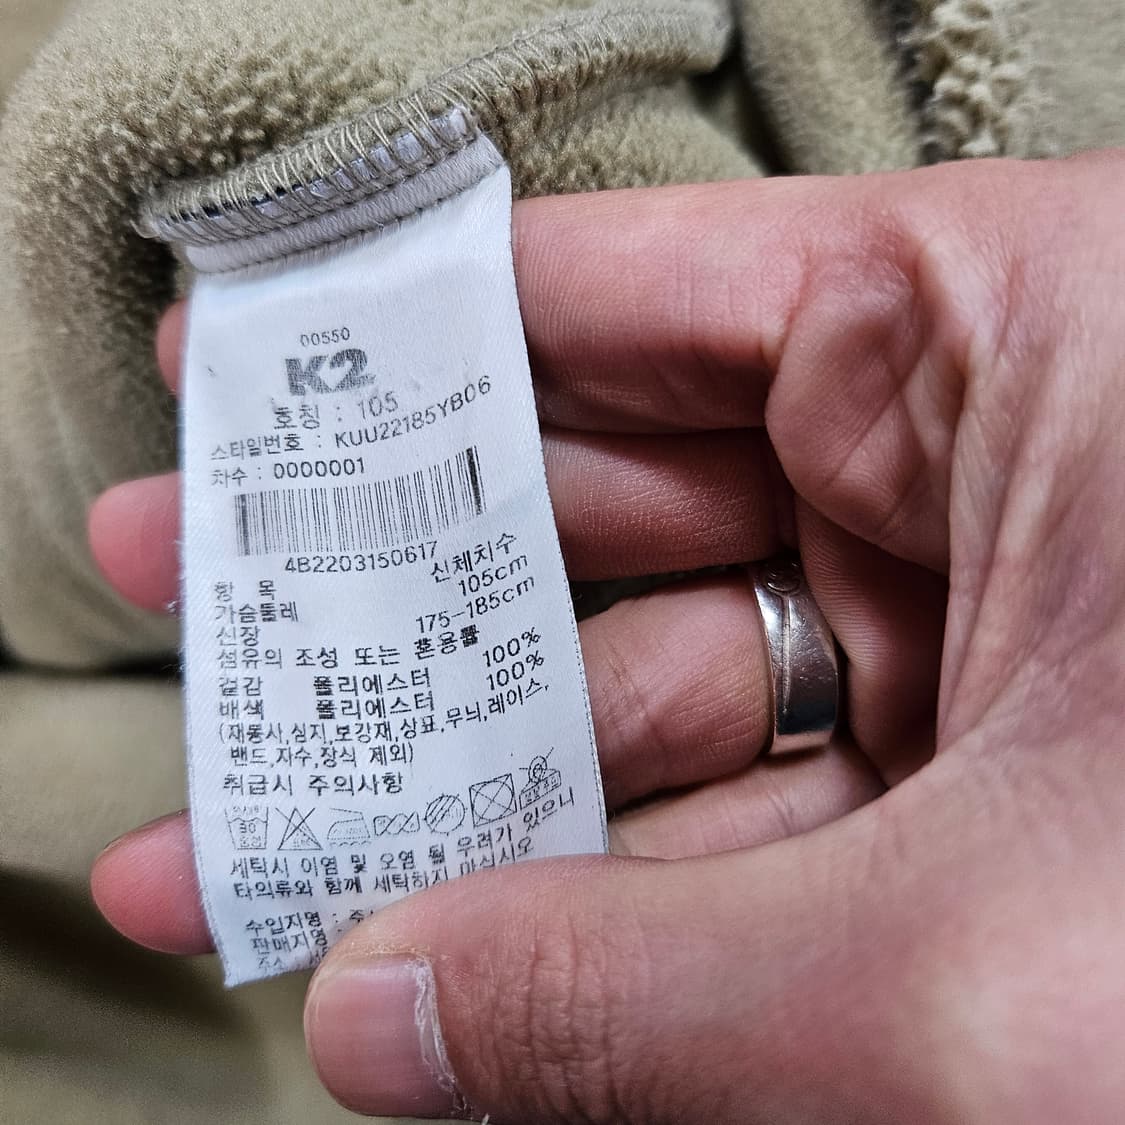 00550
K2
호칭 : 105
스타일번호 : KUU22185YB06
차수 : 0000001
4B2203150617
항 목 신체치수
가슴둘레 105cm
신장 175-185cm
섬유의 조성 또는 혼용률
겉감 폴리에스터 100%
배색 폴리에스터 100%
(재봉사,심지,보강재,상표,무늬,레이스,
밴드,자수,장식 제외)
취급시 주의사항
30
세탁시 이염 및 오염 될 우려가 있으니
타의류와 함께 세탁하지 마십시오
수입자명 :
판매자명
주소